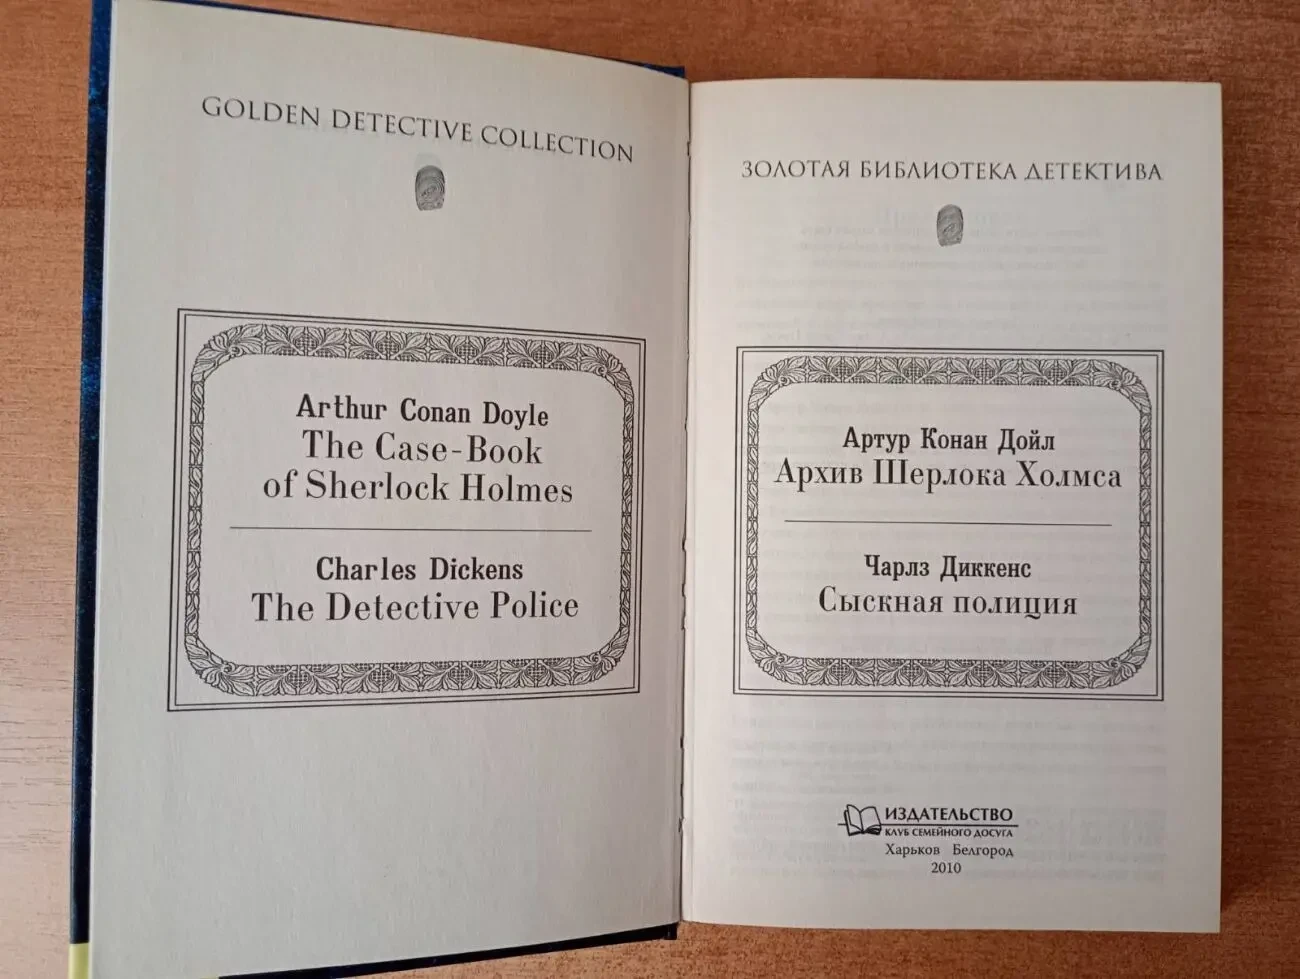 GOLDEN DETECTIVE COLLECTION
Arthur Conan Doyle
The Case-Book
of Sherlock Holmes
Charles Dickens
The Detective Police
ЗОЛОТАЯ БИБЛИОТЕКА ДЕТЕКТИВА
Артур Конан Дойл
Архив Шерлока Холмса
Чарлз Диккенс
Сыскная полиция
ИЗДАТЕЛЬСТВО
КЛУБ СЕМЕЙНОГО ДОСУГА
Харьков Белгород
2010